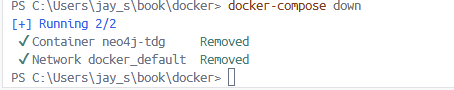 PS C:\Users\jay_s\book\docker> docker-compose down
[+] Running 2/2
✔ Container neo4j-tdg Removed
✔ Network docker_default Removed
PS C:\Users\jay_s\book\docker>